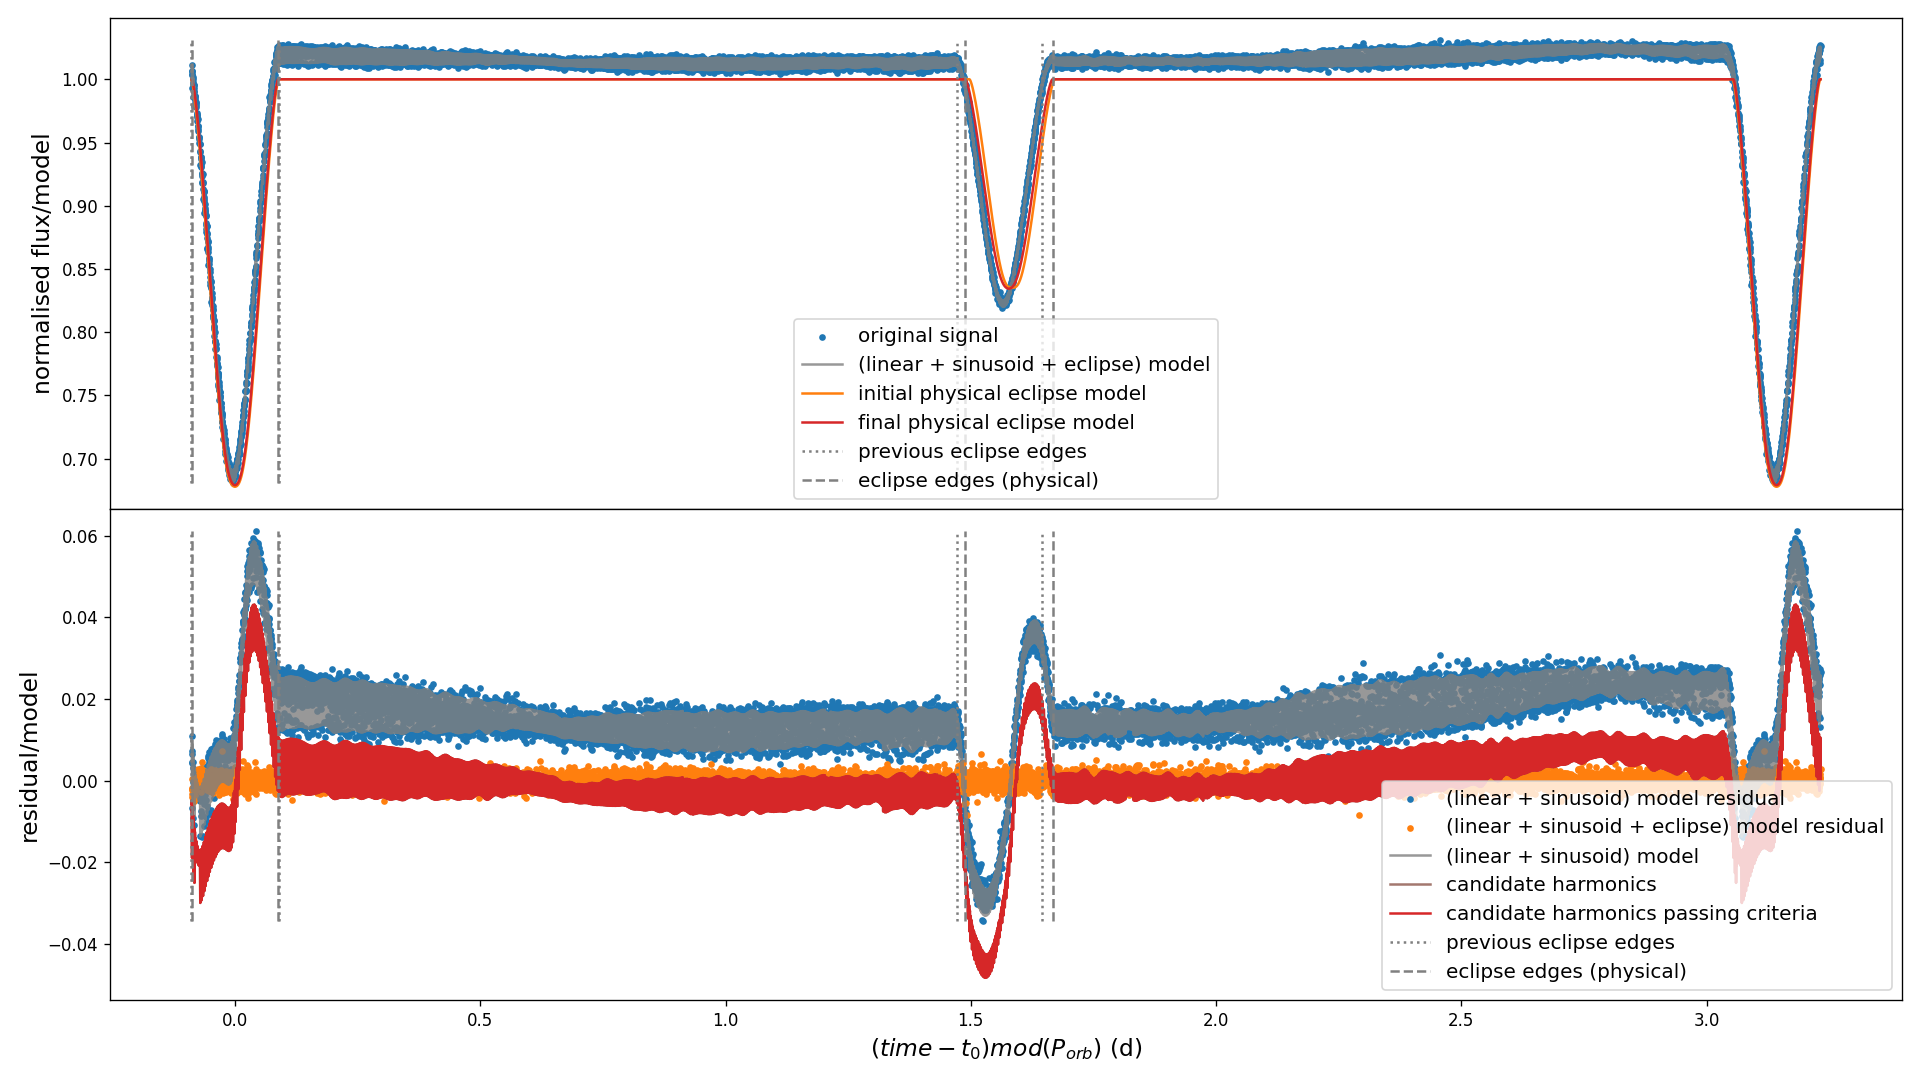 1.00
0.95
0.90
0.85
0.80
0.75
0.70
normalised flux/model
original signal
(linear + sinusoid + eclipse) model
initial physical eclipse model
final physical eclipse model
previous eclipse edges
eclipse edges (physical)
0.06
0.04
0.02
0.00
−0.02
−0.04
residual/model
(linear + sinusoid) model residual
(linear + sinusoid + eclipse) model residual
(linear + sinusoid) model
candidate harmonics
candidate harmonics passing criteria
previous eclipse edges
eclipse edges (physical)
0.0 0.5 1.0 1.5 2.0 2.5 3.0
(time − t₀)mod(Pₒᵣb) (d)